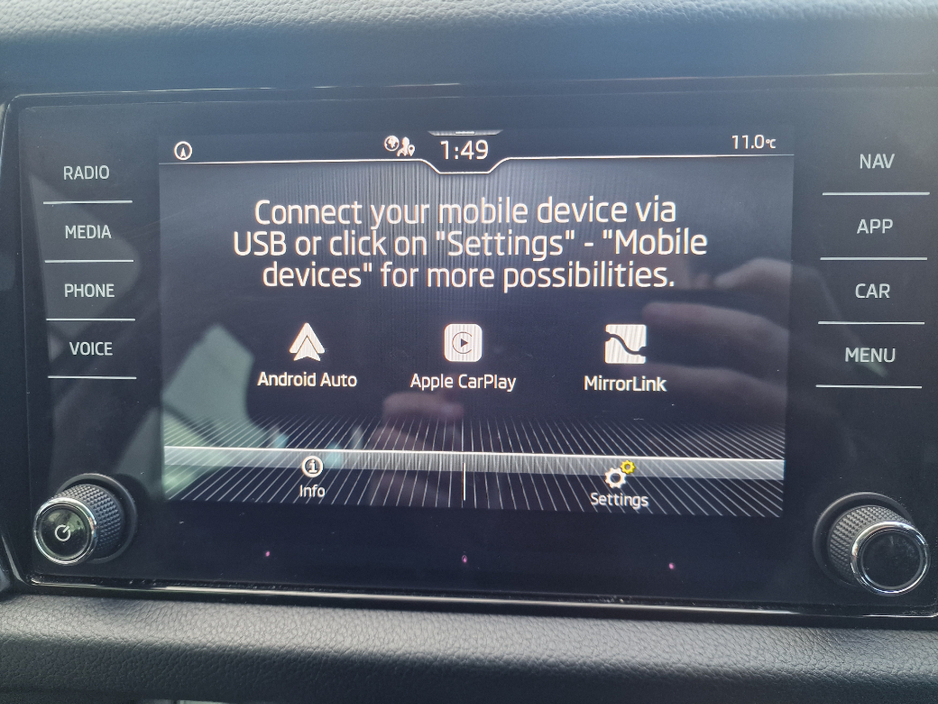 1:49
11.0°C
RADIO
MEDIA
PHONE
VOICE
Connect your mobile device via
USB or click on "Settings" - "Mobile
devices" for more possibilities.
Android Auto
Apple CarPlay
MirrorLink
Info
Settings
NAV
APP
CAR
MENU